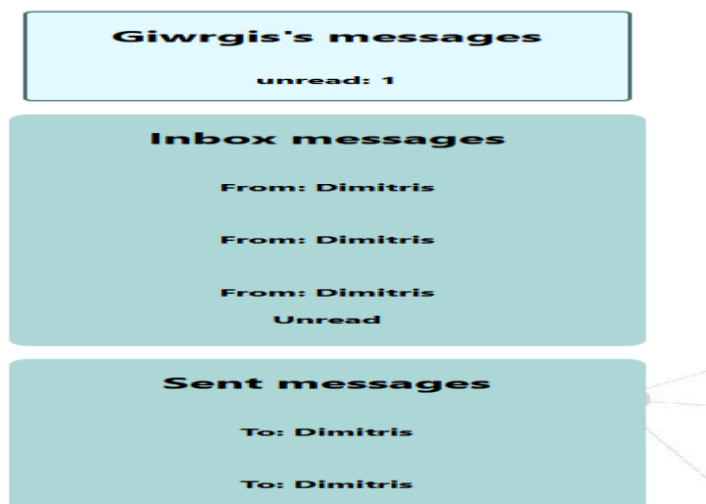 Giwrgis's messages
unread: 1
Inbox messages
From: Dimitris
From: Dimitris
From: Dimitris
Unread
Sent messages
To: Dimitris
To: Dimitris